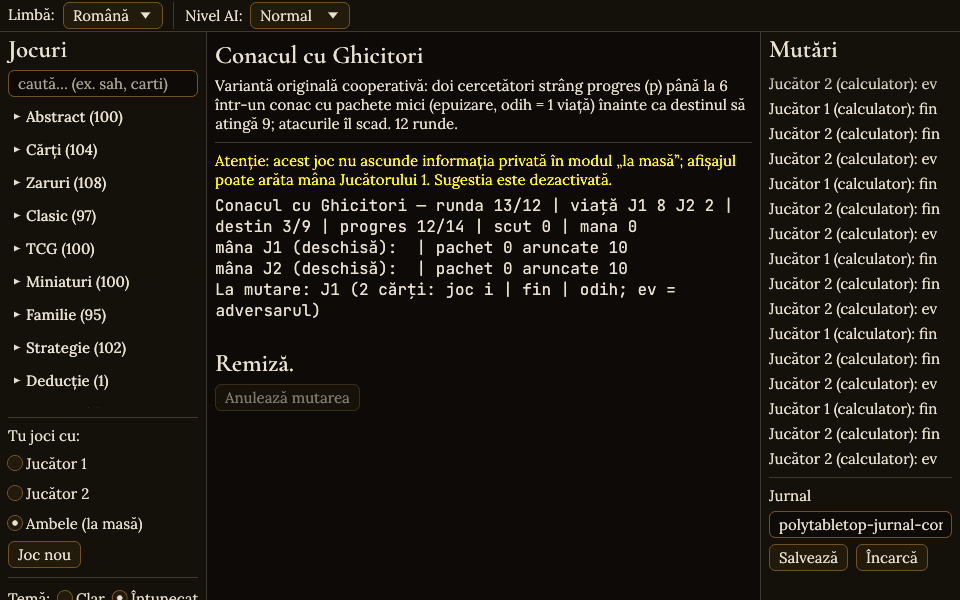 Limbă: Română ▼ Nivel AI: Normal ▼
Jocuri
caută... (ex. sah, carti)
▸ Abstract (100)
▸ Cărți (104)
▸ Zaruri (108)
▸ Clasic (97)
▸ TCG (100)
▸ Miniaturi (100)
▸ Familie (95)
▸ Strategie (102)
▸ Deducție (1)
Tu joci cu:
Jucător 1
Jucător 2
Ambele (la masă)
Joc nou
Temă: Clar Întunecat
Conacul cu Ghicitori
Variantă originală cooperativă: doi cercetători strâng progres (p) până la 6
într-un conac cu pachete mici (epuizare, odih = 1 viață) înainte ca destinul să
atingă 9; atacurile îl scad. 12 runde.
Atenție: acest joc nu ascunde informația privată în modul „la masă”; afișajul
poate arăta mâna Jucătorului 1. Sugestia este dezactivată.
Conacul cu Ghicitori — runda 13/12 | viață J1 8 J2 2 |
destin 3/9 | progres 12/14 | scut 0 | mana 0
mâna J1 (deschisă):  | pachet 0 aruncate 10
mâna J2 (deschisă):  | pachet 0 aruncate 10
La mutare: J1 (2 cărți: joc i | fin | odih; ev =
adversarul)
Remiză.
Anulează mutarea
Mutări
Jucător 2 (calculator): ev
Jucător 1 (calculator): fin
Jucător 2 (calculator): fin
Jucător 2 (calculator): ev
Jucător 1 (calculator): fin
Jucător 2 (calculator): fin
Jucător 2 (calculator): ev
Jucător 1 (calculator): fin
Jucător 2 (calculator): fin
Jucător 2 (calculator): ev
Jucător 1 (calculator): fin
Jucător 2 (calculator): fin
Jucător 2 (calculator): ev
Jucător 1 (calculator): fin
Jucător 2 (calculator): fin
Jucător 2 (calculator): ev
Jurnal
polytabletop-jurnal-cor
Salvează Încarcă